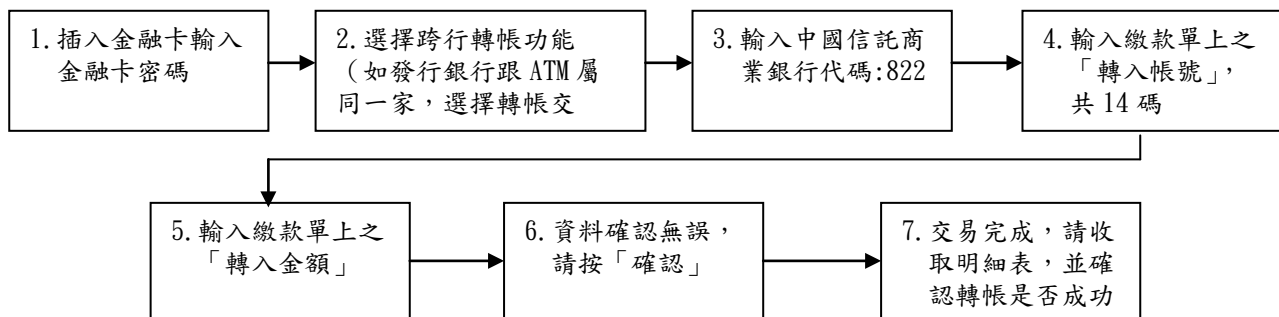 1.插入金融卡輸入
金融卡密碼
2.選擇跨行轉帳功能
（如發行銀行跟 ATM 屬
同一家，選擇轉帳交
3.輸入中國信託商
業銀行代碼:822
4.輸入繳款單上之
「轉入帳號」，
共 14 碼
5.輸入繳款單上之
「轉入金額」
6.資料確認無誤，
請按「確認」
7.交易完成，請收
取明細表，並確
認轉帳是否成功